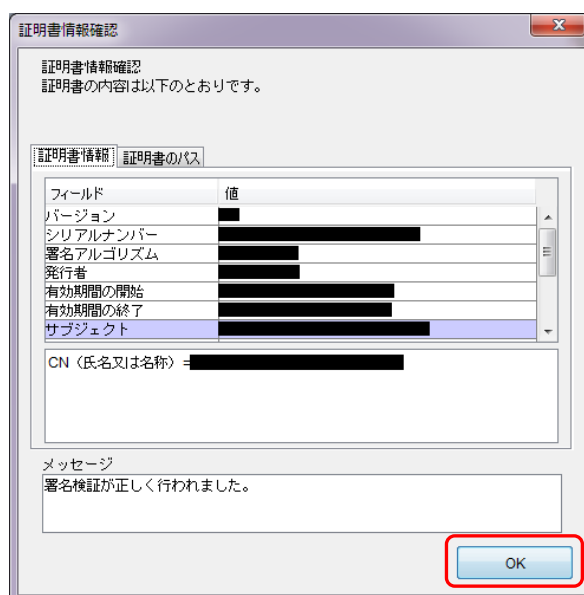 証明書情報確認
証明書情報確認
証明書の内容は以下のとおりです。
証明書情報 証明書のパス
フィールド 値
バージョン
シリアルナンバー
署名アルゴリズム
発行者
有効期間の開始
有効期間の終了
サブジェクト
CN（氏名又は名称）=
メッセージ
署名検証が正しく行われました。
OK